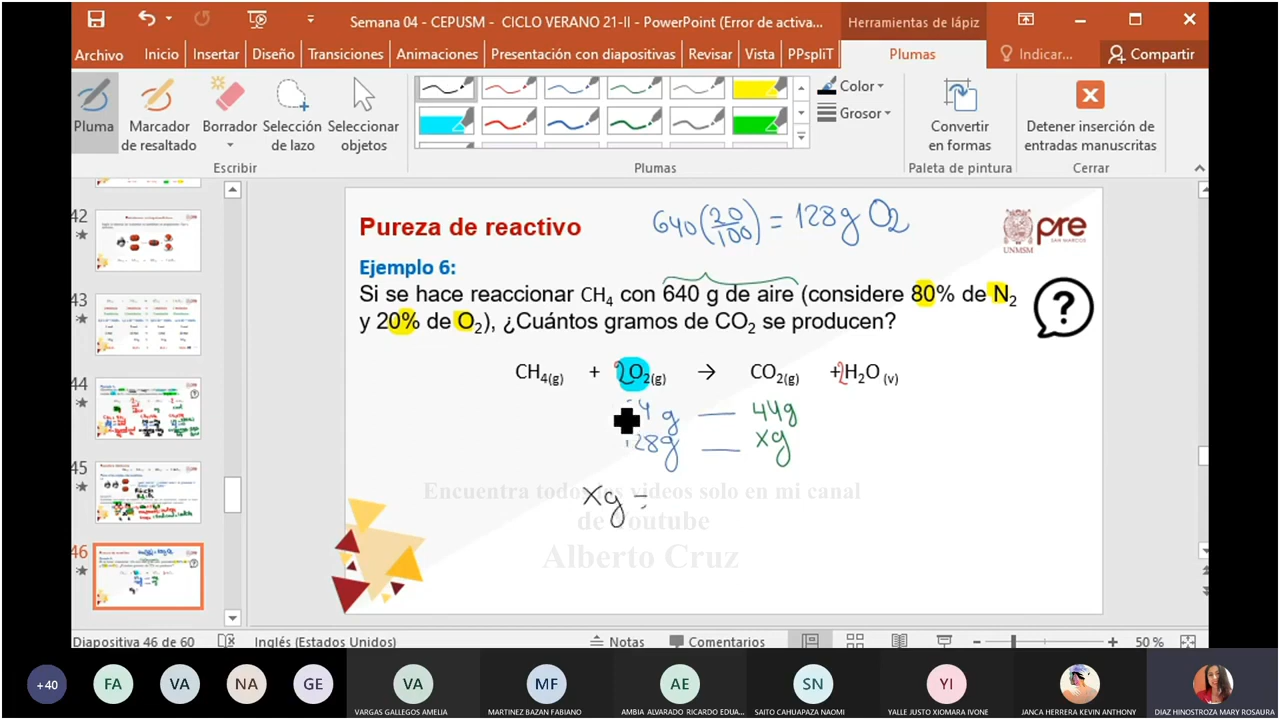 Semana 04 - CEPUSM - CICLO VERANO 21-II - PowerPoint (Error de activa...
Herramientas de lápiz
Archivo Inicio Insertar Diseño Transiciones Animaciones Presentación con diapositivas Revisar Vista PPspliT Plumas Indicar... Compartir
Pluma
Marcador de resaltado
Borrador
Selección de lazo
Seleccionar objetos
Color
Grosor
Convertir en formas
Detener inserción de entradas manuscritas
Escribir Plumas Paleta de pintura Cerrar
42
43
44
45
46
640(20/100) = 128g O2
Pureza de reactivo
UNMSM
pre
SAN MARCOS
Ejemplo 6:
Si se hace reaccionar CH4 con 640 g de aire (considere 80% de N2
y 20% de O2), ¿Cuántos gramos de CO2 se producen?
CH4(g) + 2O2(g) → CO2(g) +2H2O (v)
4 g — 44g
128g — xg
xg =
Encuentra videos solo en mi
de Youtube
Alberto Cruz
Diapositiva 46 de 60 Inglés (Estados Unidos) Notas Comentarios 50 %
+40 FA VA NA GE VA MF AE SN YI
VARGAS GALLEGOS AMELIA
MARTINEZ BAZAN FABIANO
AMBIA ALVARADO RICARDO EDUA...
SAITO CAHUAPAZA NAOMI
YALLE JUSTO XIOMARA IVONE
JANCA HERRERA KEVIN ANTHONY
DIAZ HINOSTROZA MARY ROSAURA